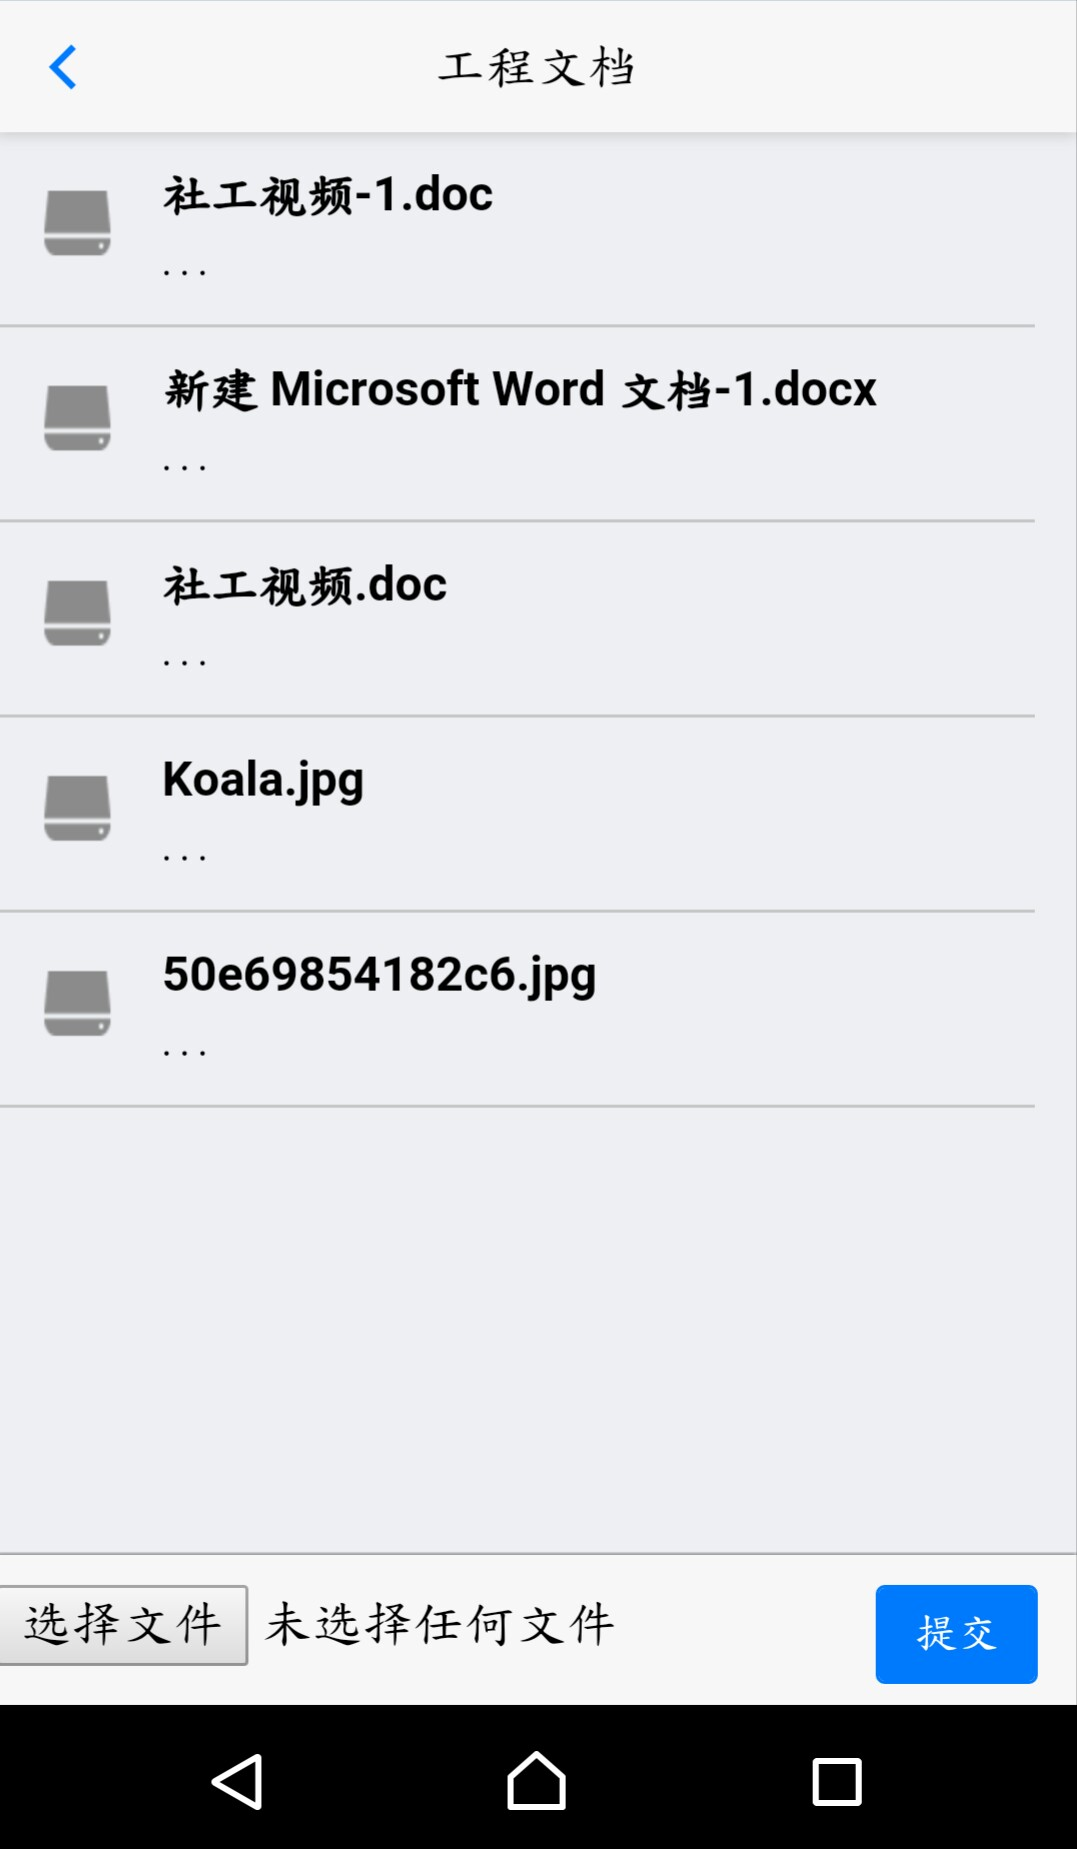 工程文档
社工视频-1.doc
...
新建 Microsoft Word 文档-1.docx
...
社工视频.doc
...
Koala.jpg
...
50e69854182c6.jpg
...
选择文件 未选择任何文件 提交